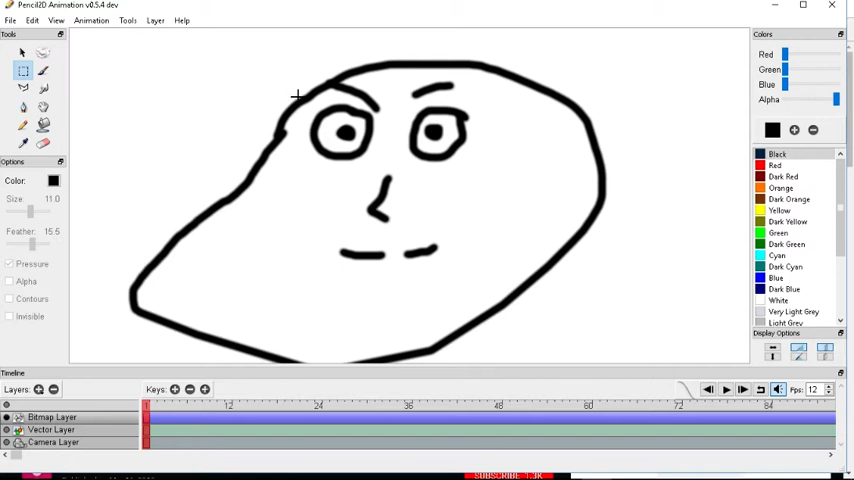 Pencil2D Animation v0.5.4 dev
File Edit View Animation Tools Layer Help
Tools
Colors
Red
Green
Blue
Alpha
Options
Color:
Size: 11.0
Feather: 15.5
Pressure
Alpha
Contours
Invisible
Black
Red
Dark Red
Orange
Dark Orange
Yellow
Dark Yellow
Green
Dark Green
Cyan
Dark Cyan
Blue
Dark Blue
White
Very Light Grey
Light Grey
Display Options
Timeline
Layers: Keys: Fps: 12
1 12 24 36 48 60 72 84
Bitmap Layer
Vector Layer
Camera Layer
SUBSCRIBE 1.3K